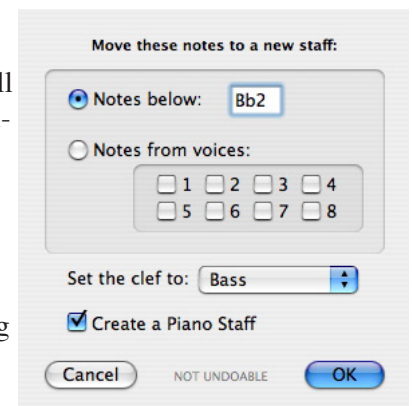 Move these notes to a new staff:
ll
Notes below: Bb2
-
Notes from voices:
1 2 3 4
5 6 7 8
Set the clef to: Bass
g
Create a Piano Staff
Cancel NOT UNDOABLE OK